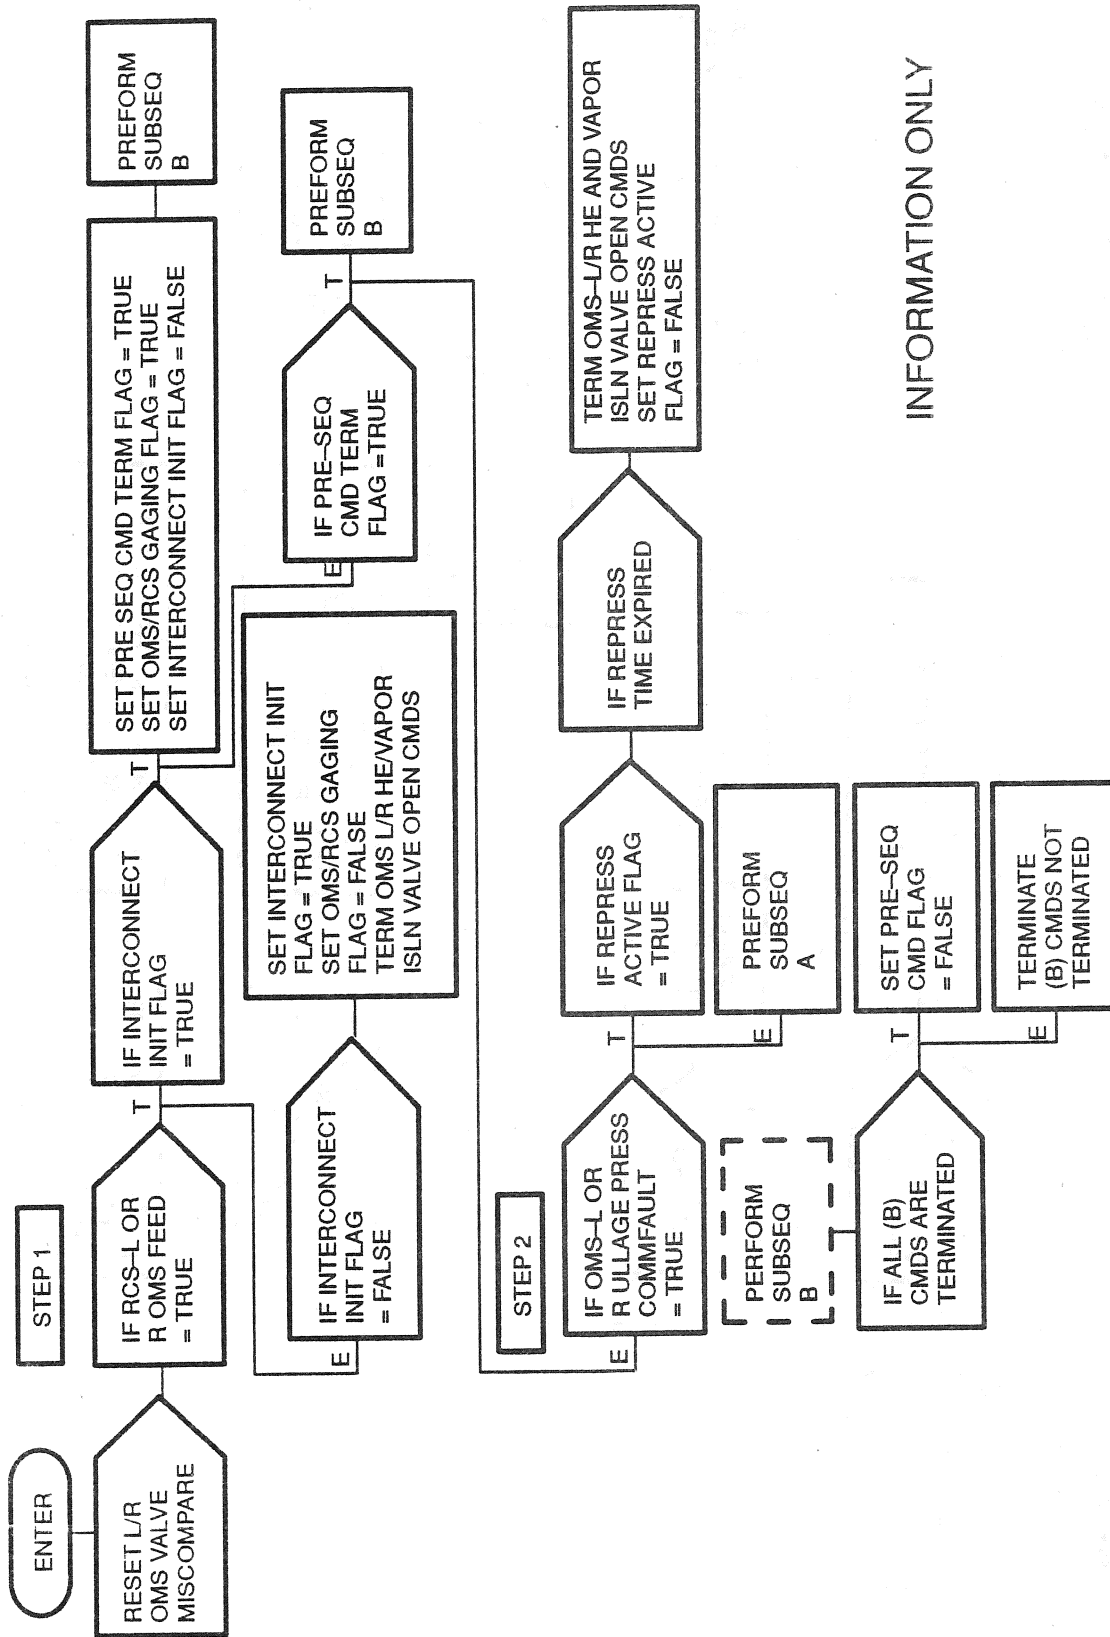 ENTER
RESET L/R
OMS VALVE
MISCOMPARE
STEP 1
IF RCS–L OR
R OMS FEED
= TRUE
T
E
IF INTERCONNECT
INIT FLAG
= TRUE
T
E
SET PRE SEQ CMD TERM FLAG = TRUE
SET OMS/RCS GAGING FLAG = TRUE
SET INTERCONNECT INIT FLAG = FALSE
PREFORM
SUBSEQ
B
IF INTERCONNECT
INIT FLAG
= FALSE
SET INTERCONNECT INIT
FLAG = TRUE
SET OMS/RCS GAGING
FLAG = FALSE
TERM OMS L/R HE/VAPOR
ISLN VALVE OPEN CMDS
IF PRE–SEQ
CMD TERM
FLAG =TRUE
T
PREFORM
SUBSEQ
B
STEP 2
E
IF OMS–L OR
R ULLAGE PRESS
COMMFAULT
= TRUE
T
E
IF REPRESS
ACTIVE FLAG
= TRUE
IF REPRESS
TIME EXPIRED
TERM OMS–L/R HE AND VAPOR
ISLN VALVE OPEN CMDS
SET REPRESS ACTIVE
FLAG = FALSE
PREFORM
SUBSEQ
A
PERFORM
SUBSEQ
B
IF ALL (B)
CMDS ARE
TERMINATED
T
E
SET PRE–SEQ
CMD FLAG
= FALSE
TERMINATE
(B) CMDS NOT
TERMINATED
INFORMATION ONLY